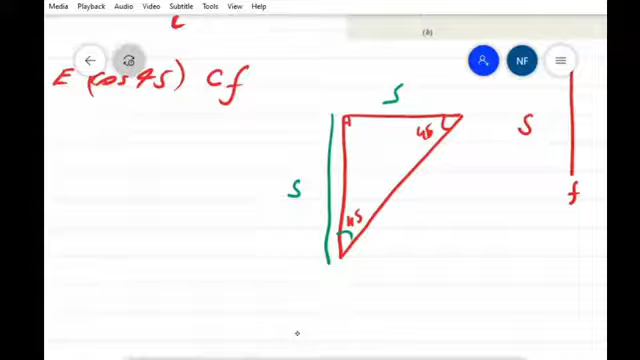 Media Playback Audio Video Subtitle Tools View Help
(a)
NF
E (cos 45) Cf
S
45
S
S
45
f